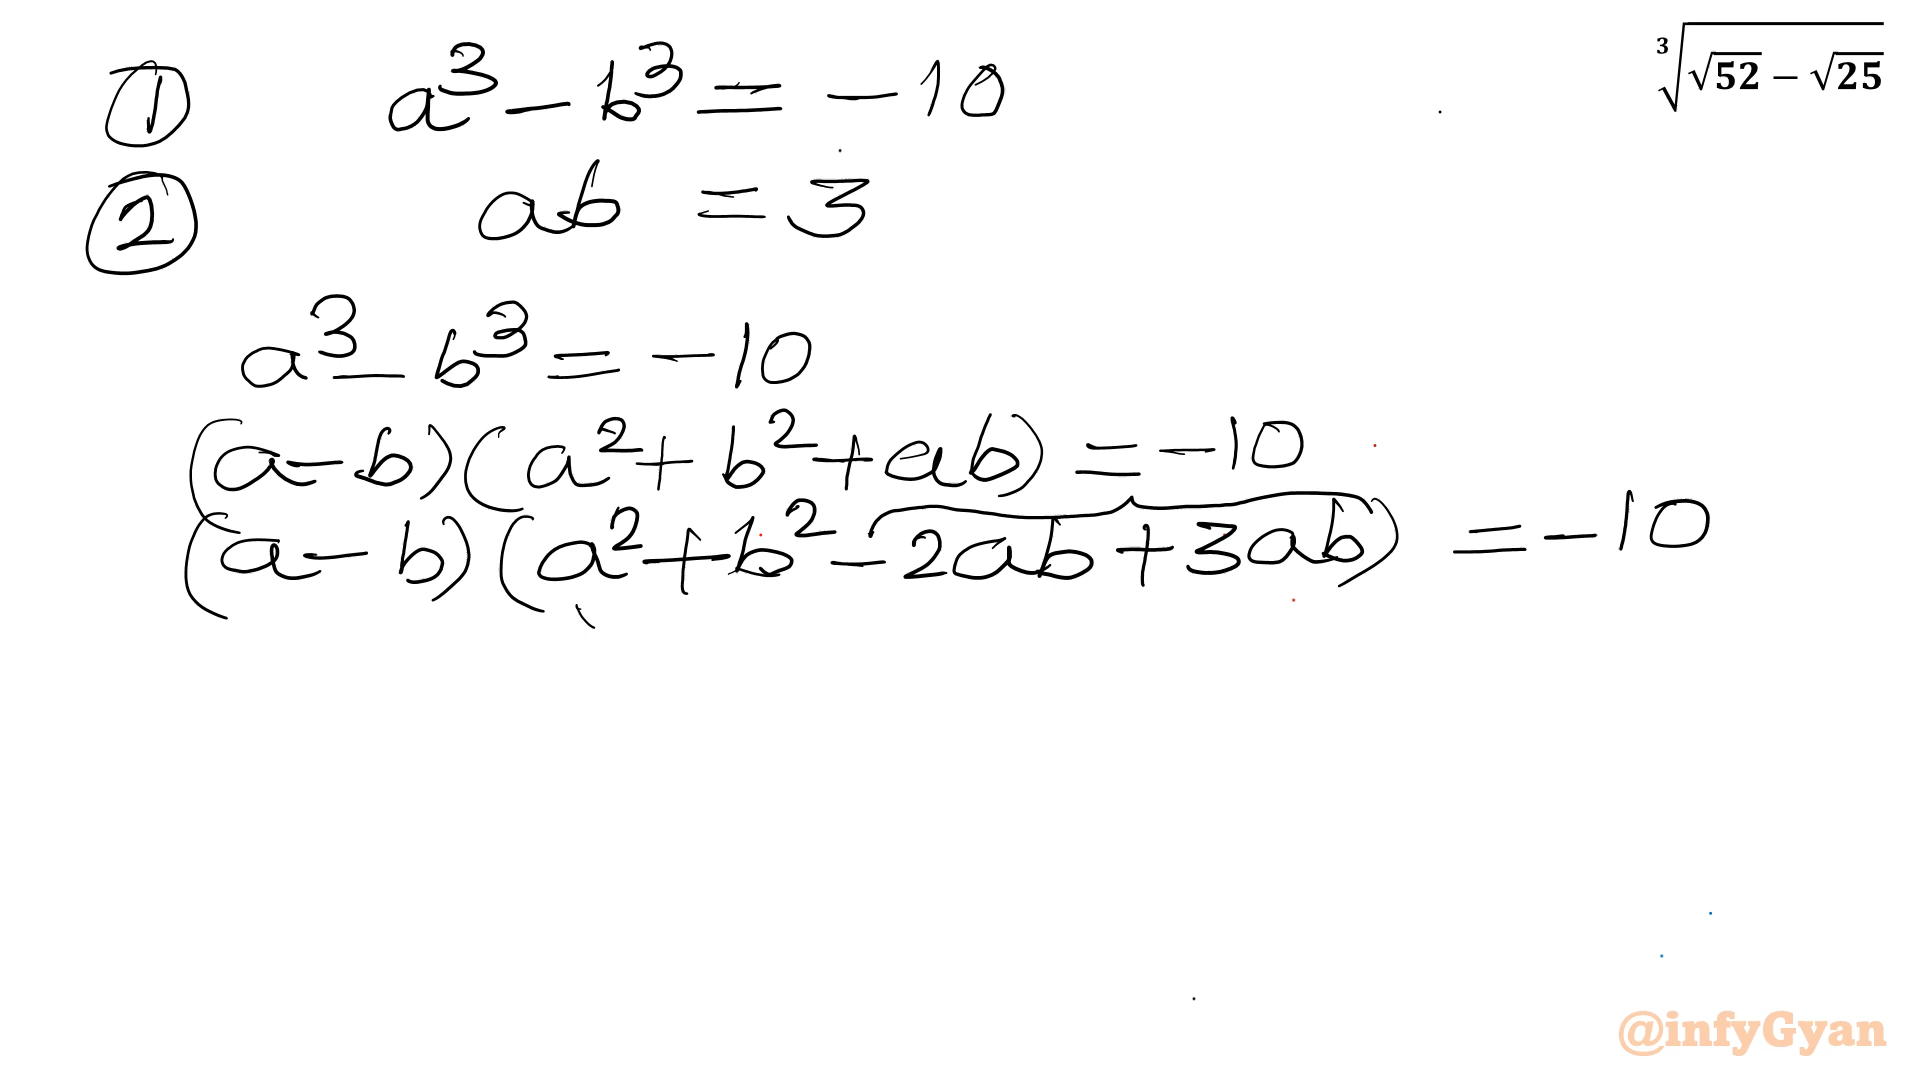 ① a³ − b³ = −10
∛(√52 − √25)
② ab = 3
a³ − b³ = −10
(a−b)(a² + b² + ab) = −10
(a − b)(a² + b² − 2ab + 3ab) = −10
@infyGyan